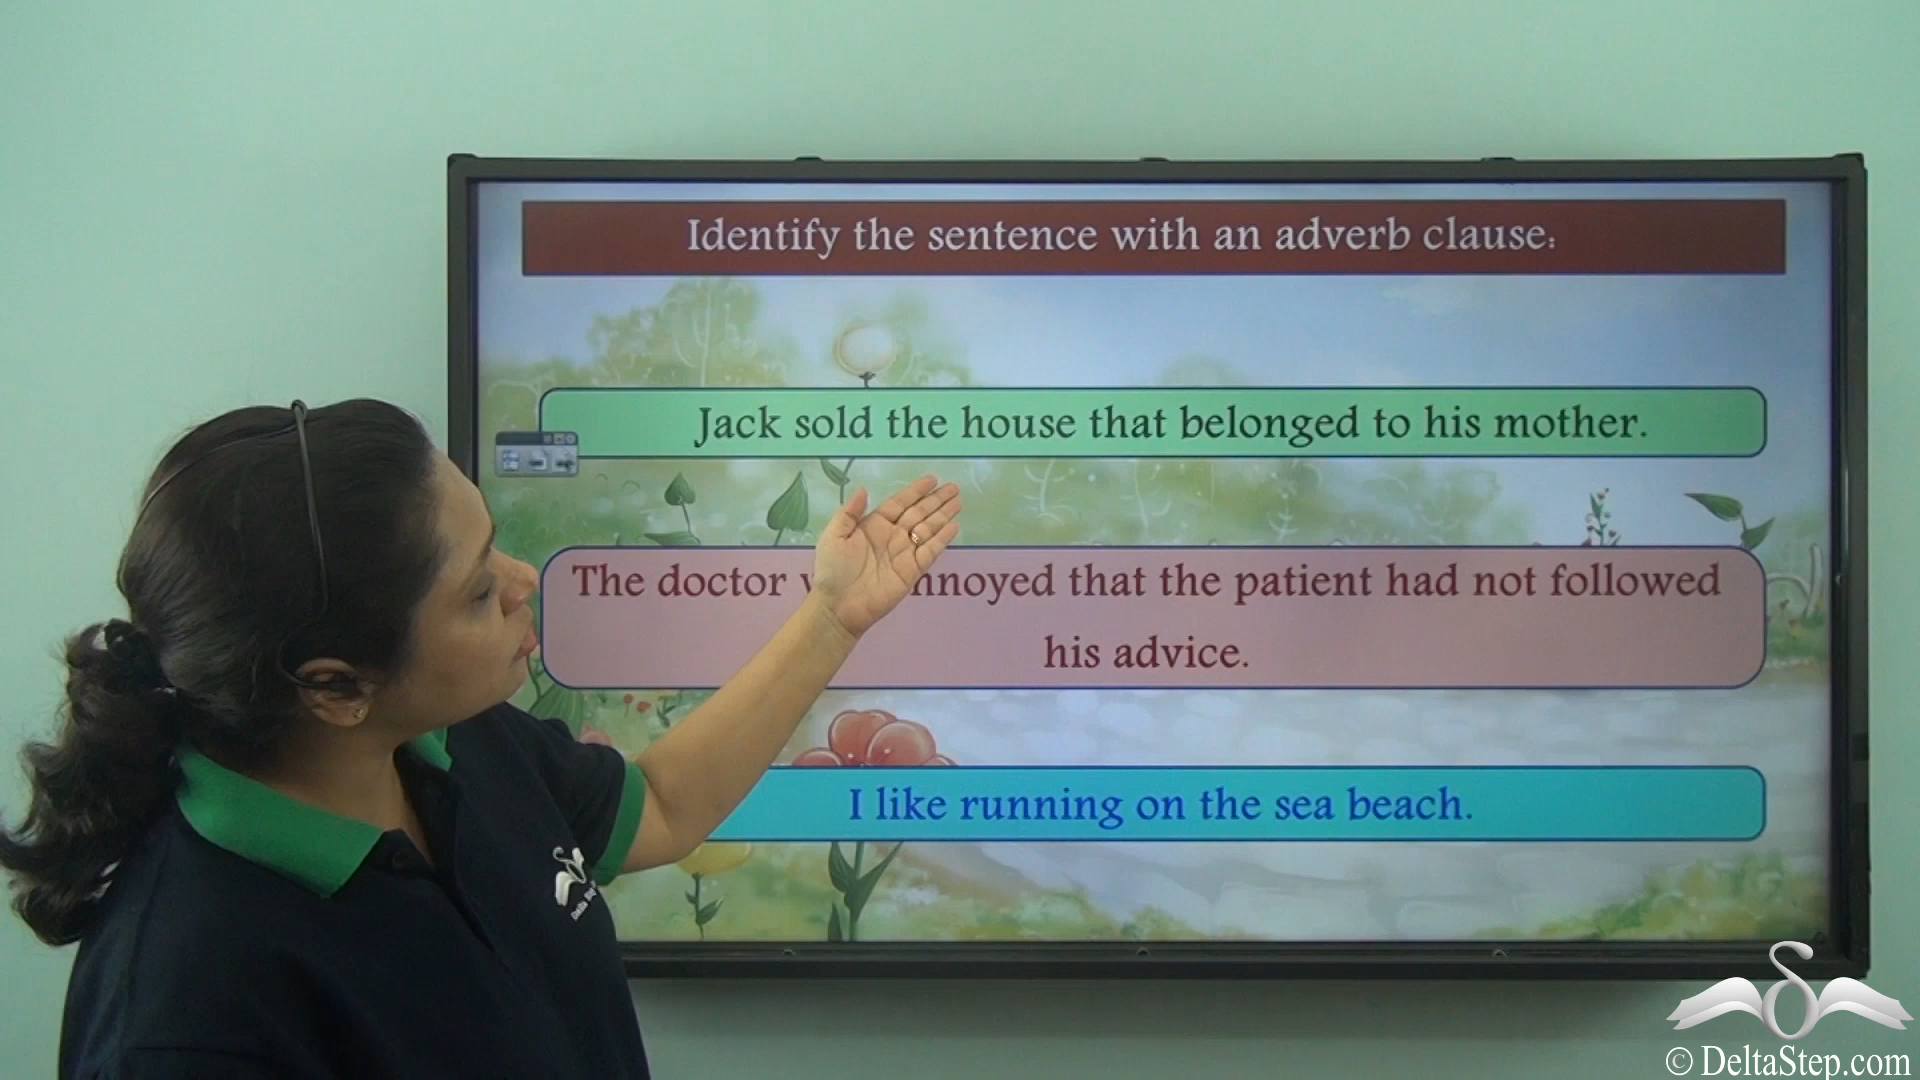 Identify the sentence with an adverb clause:
Jack sold the house that belonged to his mother.
The doctor annoyed that the patient had not followed
his advice.
I like running on the sea beach.
© DeltaStep.com